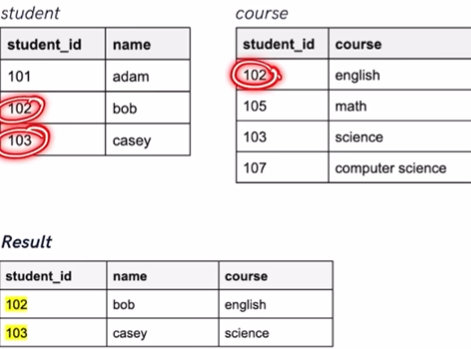 student
student_id name
101 adam
102 bob
103 casey
course
student_id course
102 english
105 math
103 science
107 computer science
Result
student_id name course
102 bob english
103 casey science